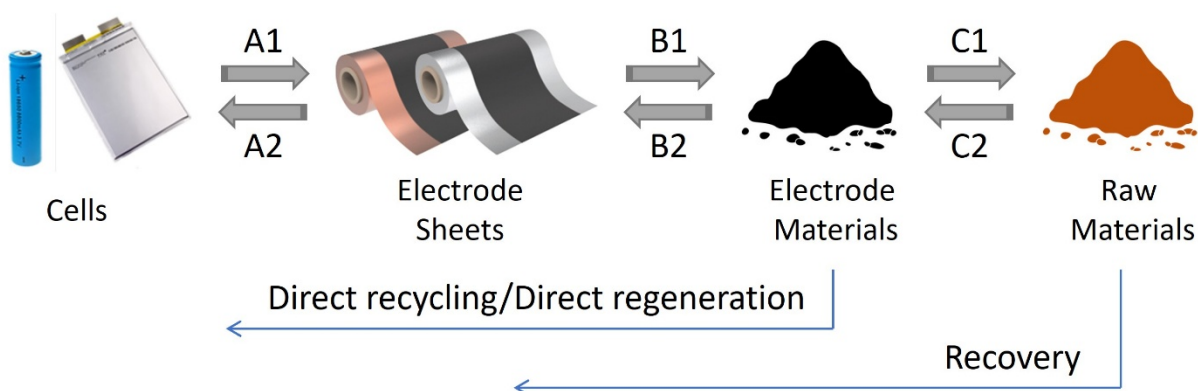 A1
B1
C1
A2
B2
C2
Cells
Electrode
Sheets
Electrode
Materials
Raw
Materials
Direct recycling/Direct regeneration
Recovery